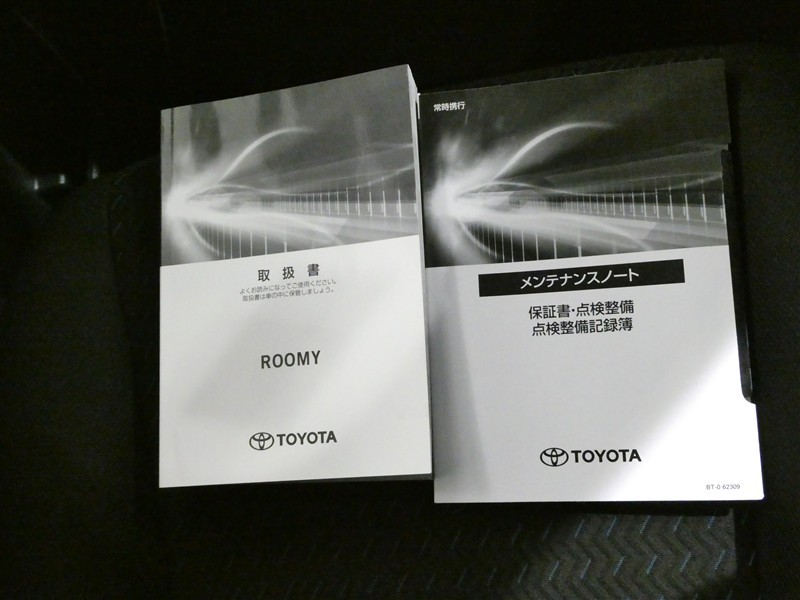 取扱書
よくお読みになってご使用ください。
取扱書は車の中に保管しましょう。
ROOMY
TOYOTA
常時携行
メンテナンスノート
保証書・点検整備
点検整備記録簿
TOYOTA
BT-0 62309